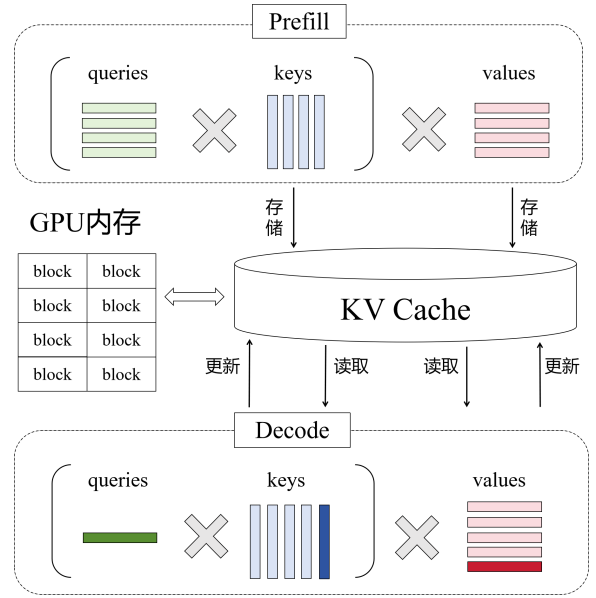 Prefill
queries
keys
values
存储
存储
GPU内存
block block
block block
block block
block block
KV Cache
更新
读取
读取
更新
Decode
queries
keys
values